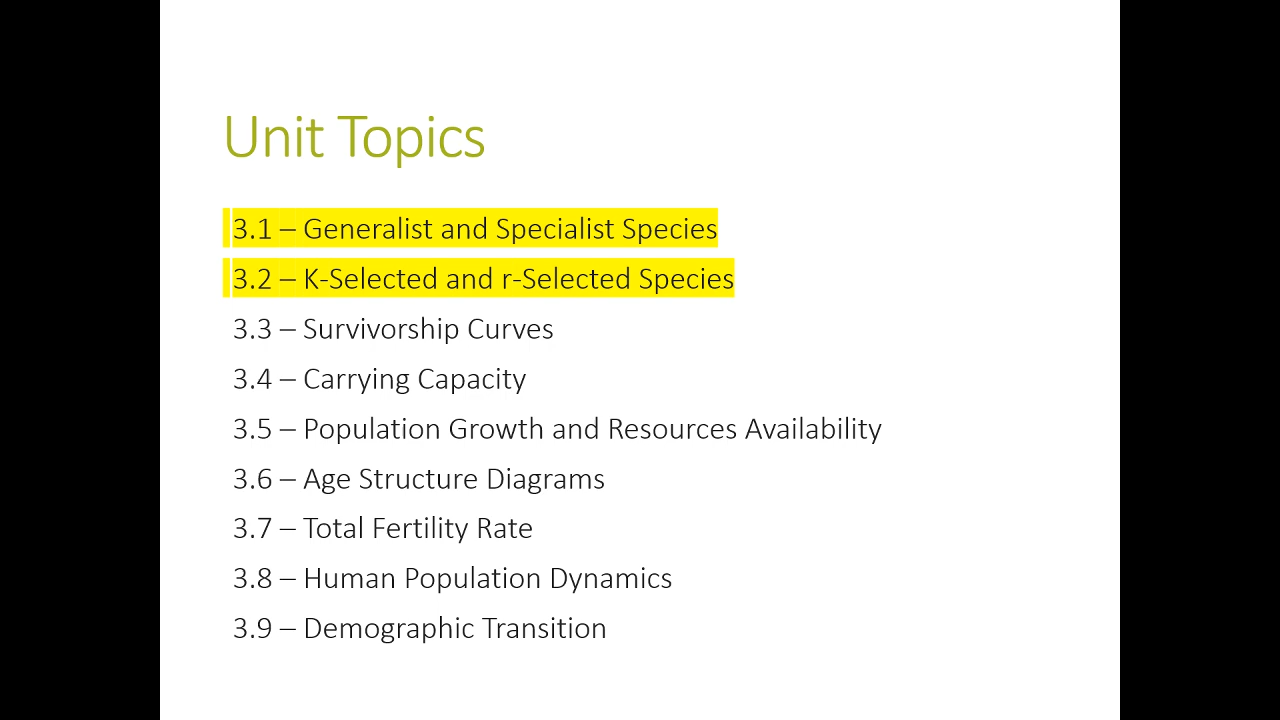 Unit Topics
3.1 – Generalist and Specialist Species
3.2 – K-Selected and r-Selected Species
3.3 – Survivorship Curves
3.4 – Carrying Capacity
3.5 – Population Growth and Resources Availability
3.6 – Age Structure Diagrams
3.7 – Total Fertility Rate
3.8 – Human Population Dynamics
3.9 – Demographic Transition